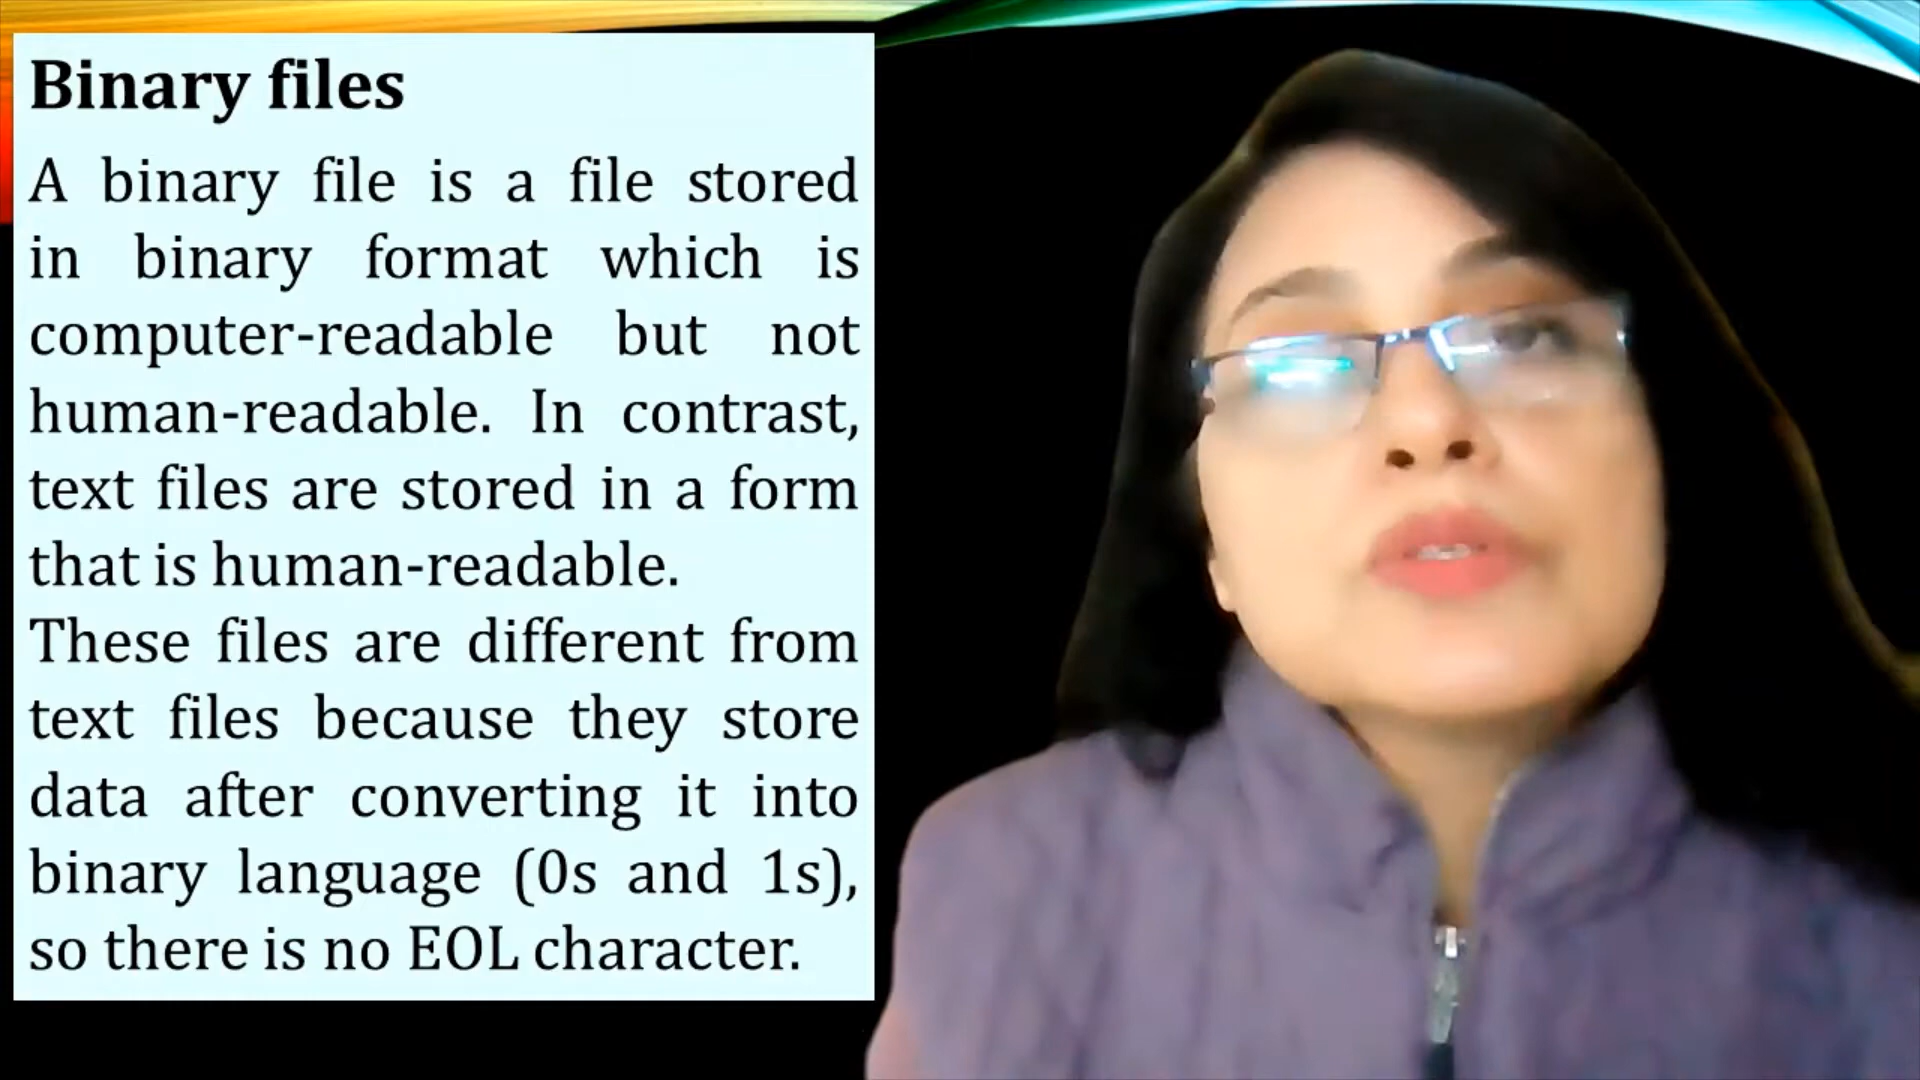 Binary files
A binary file is a file stored
in binary format which is
computer-readable but not
human-readable. In contrast,
text files are stored in a form
that is human-readable.
These files are different from
text files because they store
data after converting it into
binary language (0s and 1s),
so there is no EOL character.